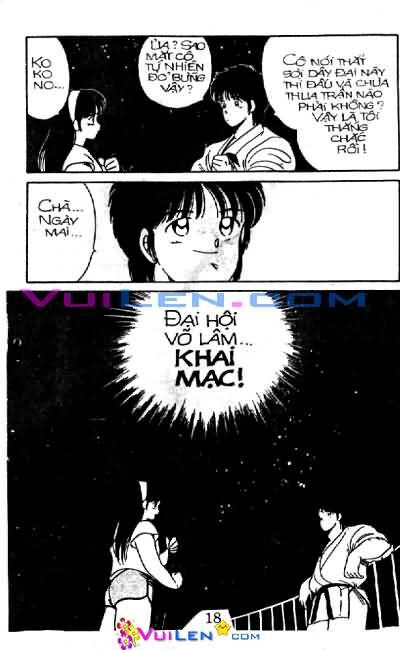 KO
KO
NO...
ỦA? SAO
MẶT CÔ
TỰ NHIÊN
ĐỎ BỪNG
VẬY?
CÔ NÓI THẮT
SỢI DÂY ĐAI NÀY
THI ĐẤU VÀ CHƯA
THUA TRẬN NÀO
PHẢI KHÔNG?
VẬY LÀ TÔI
THẮNG
CHẮC
RỒI!
CHÀ...
NGÀY
MAI...
VUILEN.COM
ĐẠI HỘI
VÕ LÂM...
KHAI
MẠC!
18
VUILEN
.com